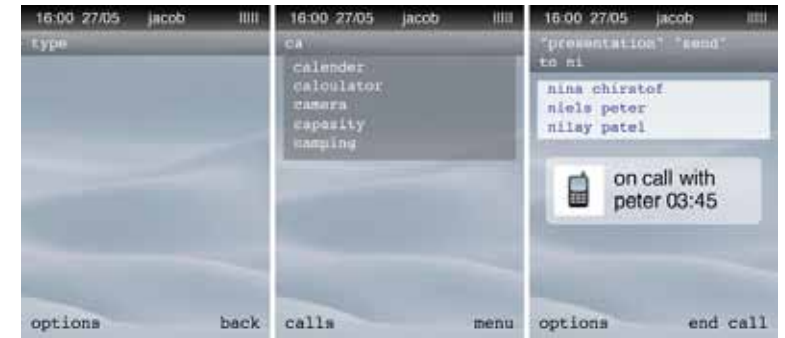 16:00 27/05 jacob
type
options back
16:00 27/05 jacob
ca
calender
calculator
camera
capasity
camping
calls menu
16:00 27/05 jacob
"presentation" "send"
to ni
nina chirstof
niels peter
nilay patel
on call with
peter 03:45
options end call